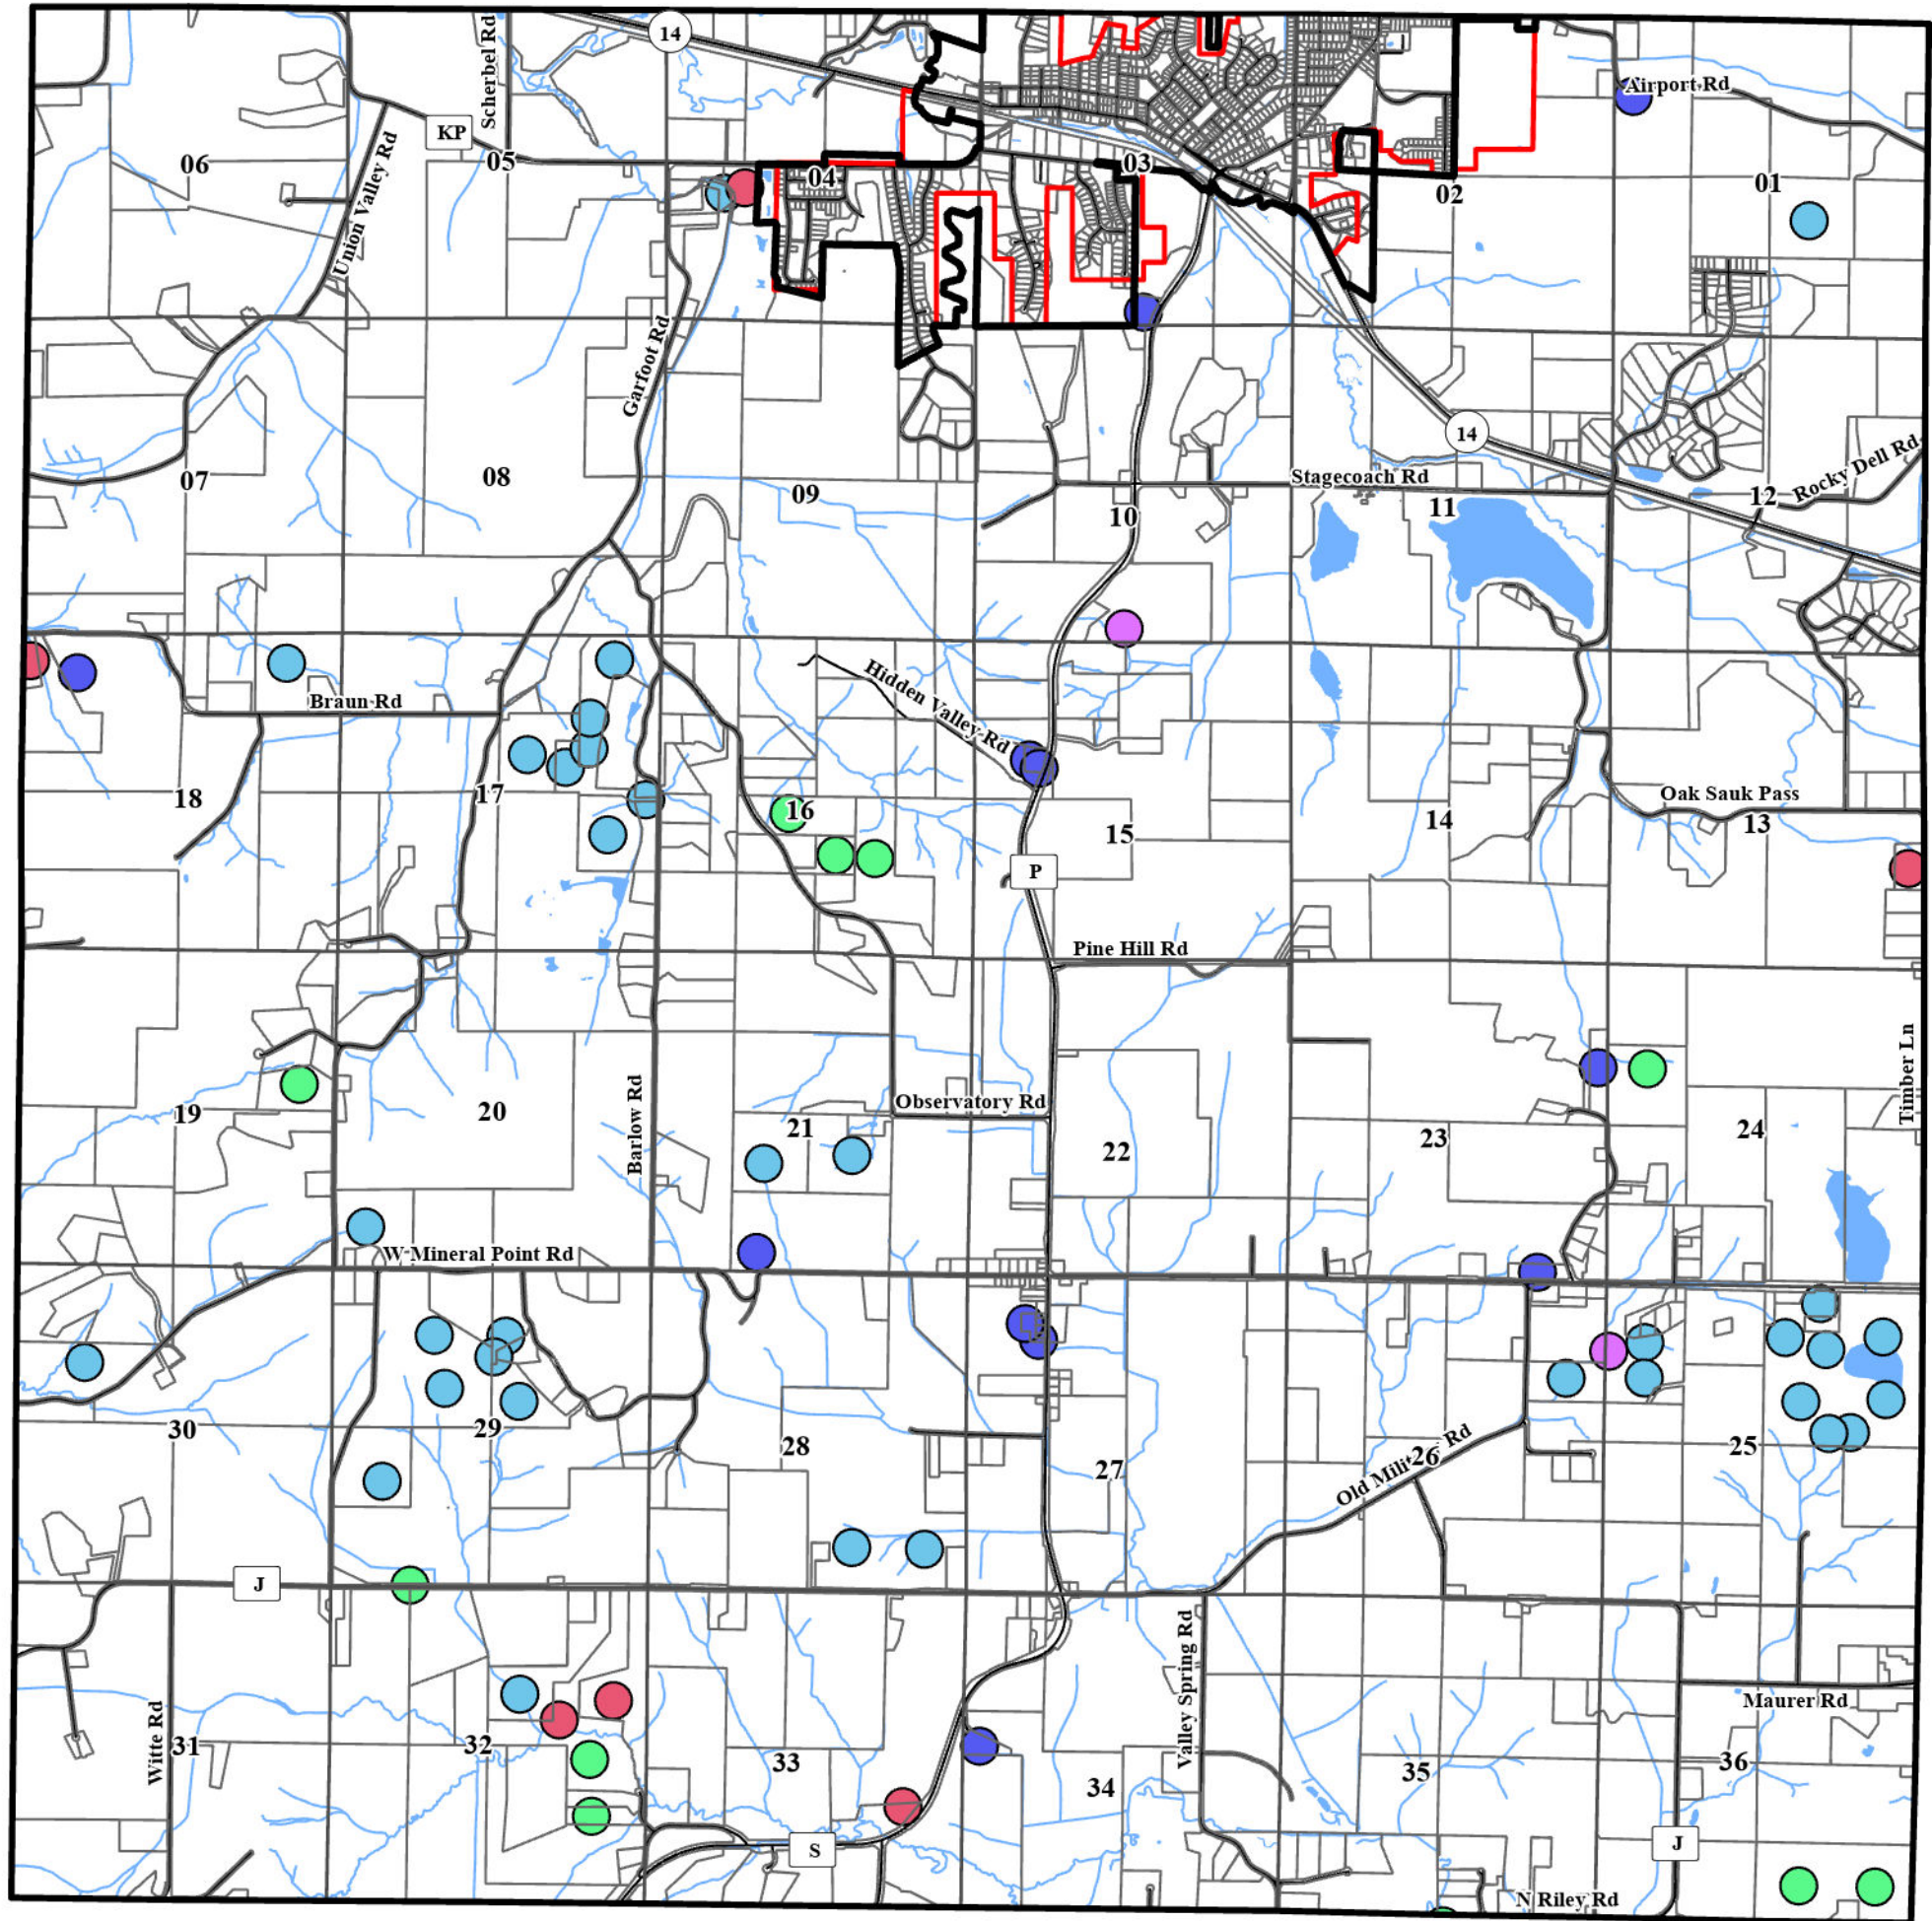 14
Scherbel Rd
Airport Rd
KP
06
05
Union Valley Rd
04
03
02
01
Garfoot Rd
14
07
08
09
Stagecoach Rd
10
11
12
Rocky Dell Rd
Hidden Valley Rd
Braun Rd
18
17
16
15
14
Oak Sauk Pass
13
P
Pine Hill Rd
Timber Ln
Observatory Rd
Barlow Rd
19
20
21
22
23
24
W Mineral Point Rd
30
29
28
27
Old Milit Rd
26
25
J
Valley Spring Rd
Maurer Rd
Witte Rd
31
32
33
34
35
36
S
J
N Riley Rd